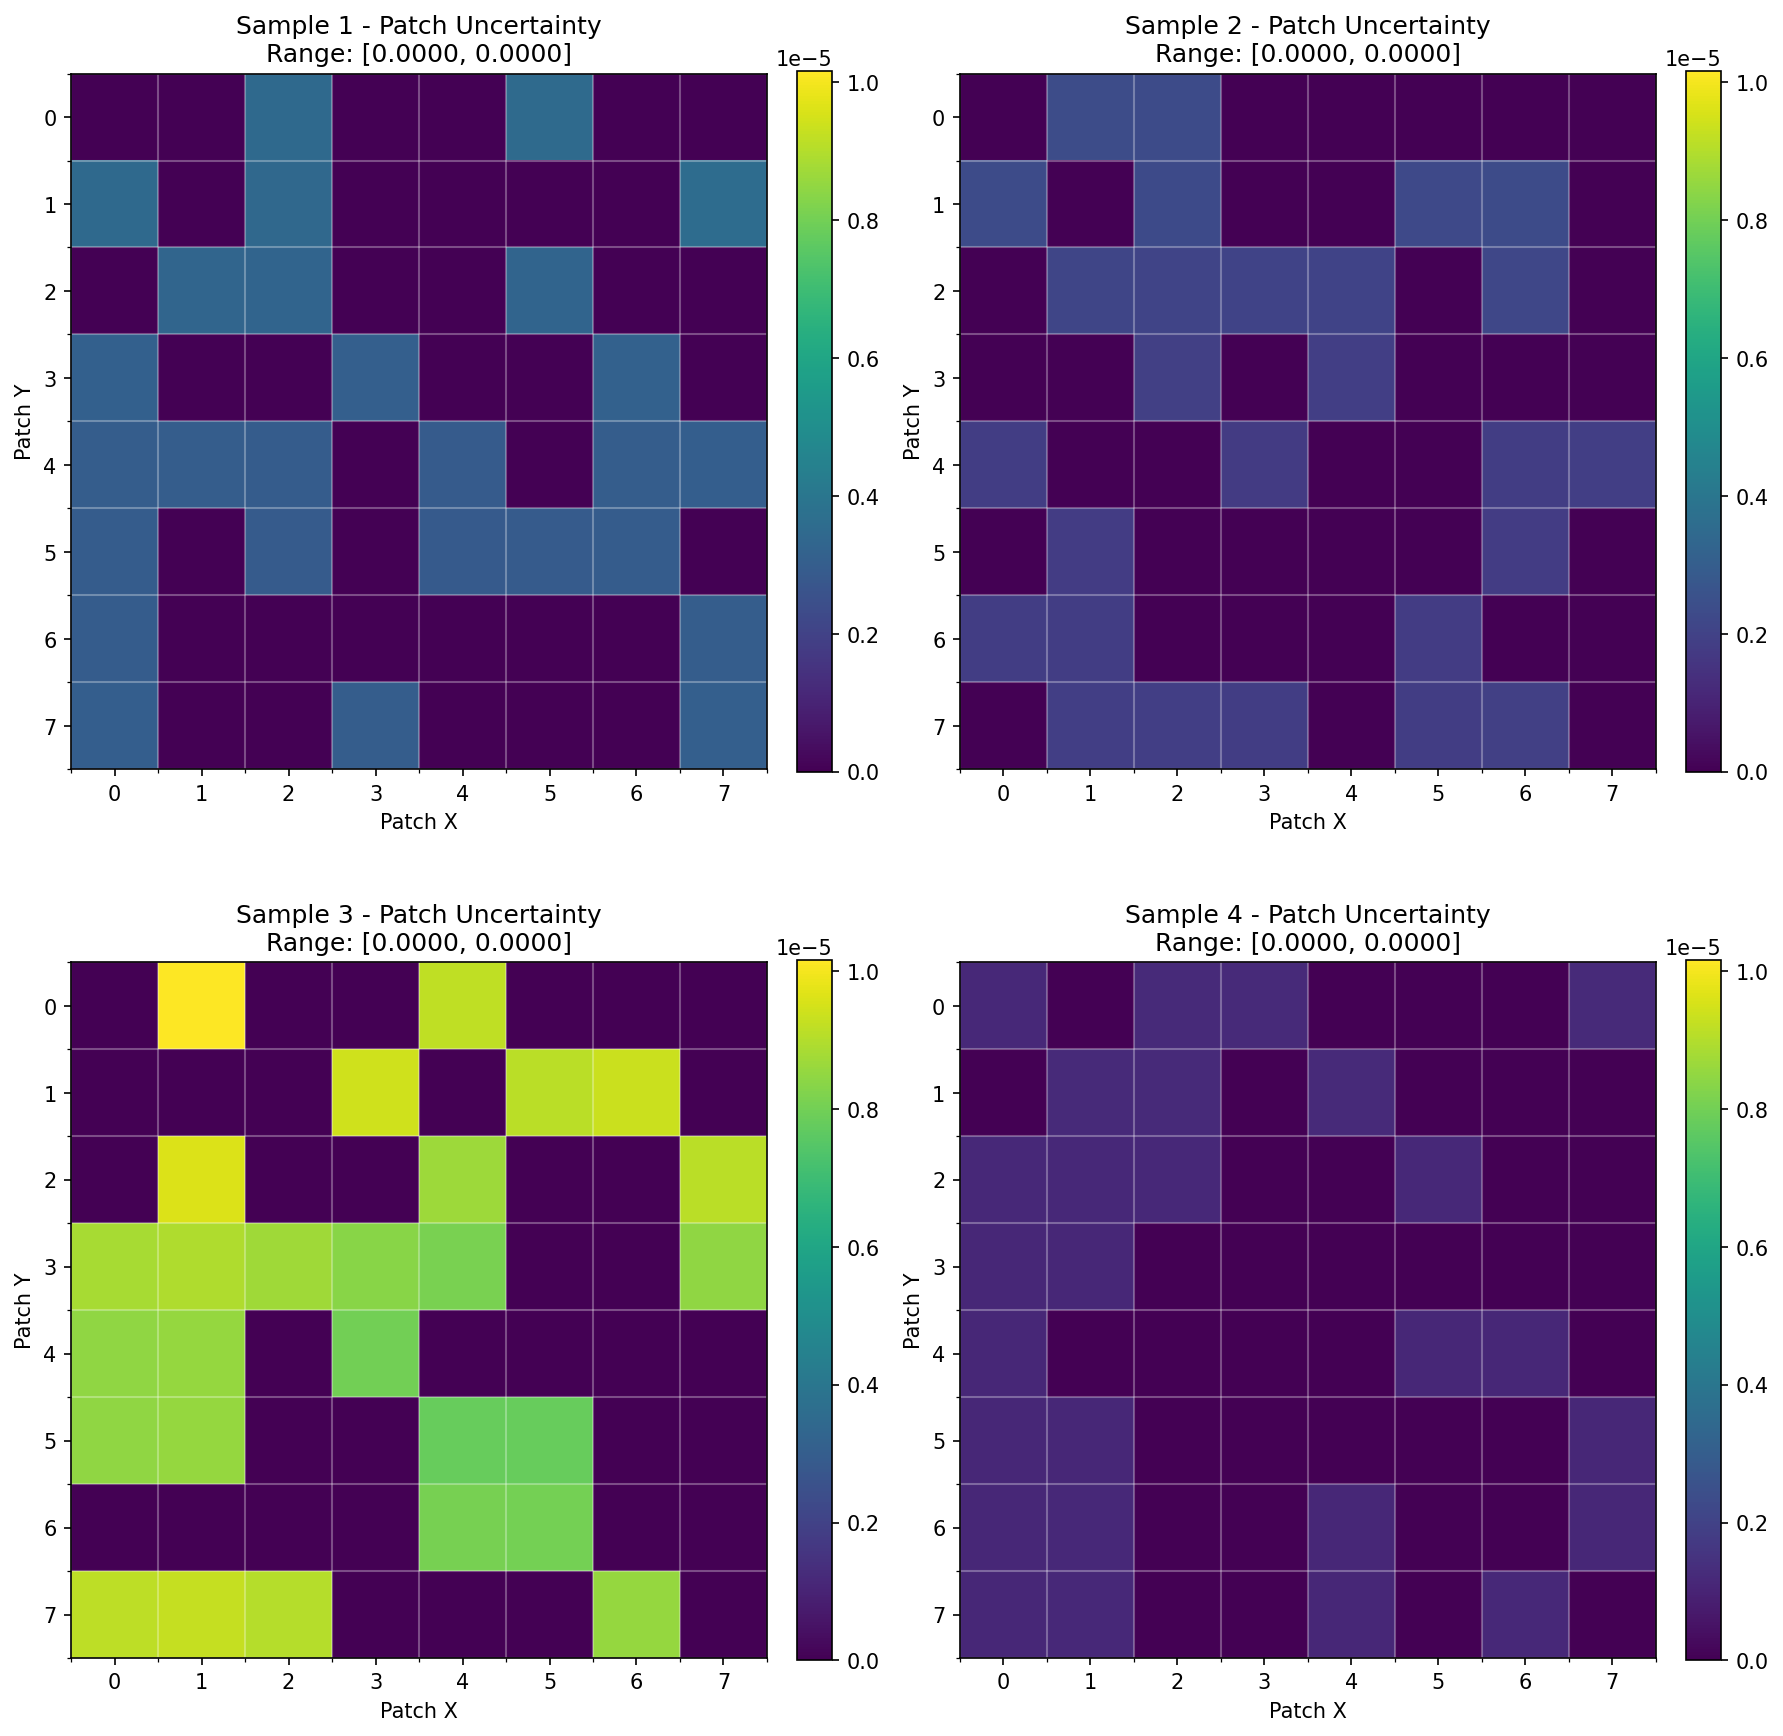 Sample 1 - Patch Uncertainty
Range: [0.0000, 0.0000]
1e−5
1.0
0.8
0.6
0.4
0.2
0.0
Patch Y
0
1
2
3
4
5
6
7
0 1 2 3 4 5 6 7
Patch X
Sample 2 - Patch Uncertainty
Range: [0.0000, 0.0000]
1e−5
1.0
0.8
0.6
0.4
0.2
0.0
Patch Y
0
1
2
3
4
5
6
7
0 1 2 3 4 5 6 7
Patch X
Sample 3 - Patch Uncertainty
Range: [0.0000, 0.0000]
1e−5
1.0
0.8
0.6
0.4
0.2
0.0
Patch Y
0
1
2
3
4
5
6
7
0 1 2 3 4 5 6 7
Patch X
Sample 4 - Patch Uncertainty
Range: [0.0000, 0.0000]
1e−5
1.0
0.8
0.6
0.4
0.2
0.0
Patch Y
0
1
2
3
4
5
6
7
0 1 2 3 4 5 6 7
Patch X